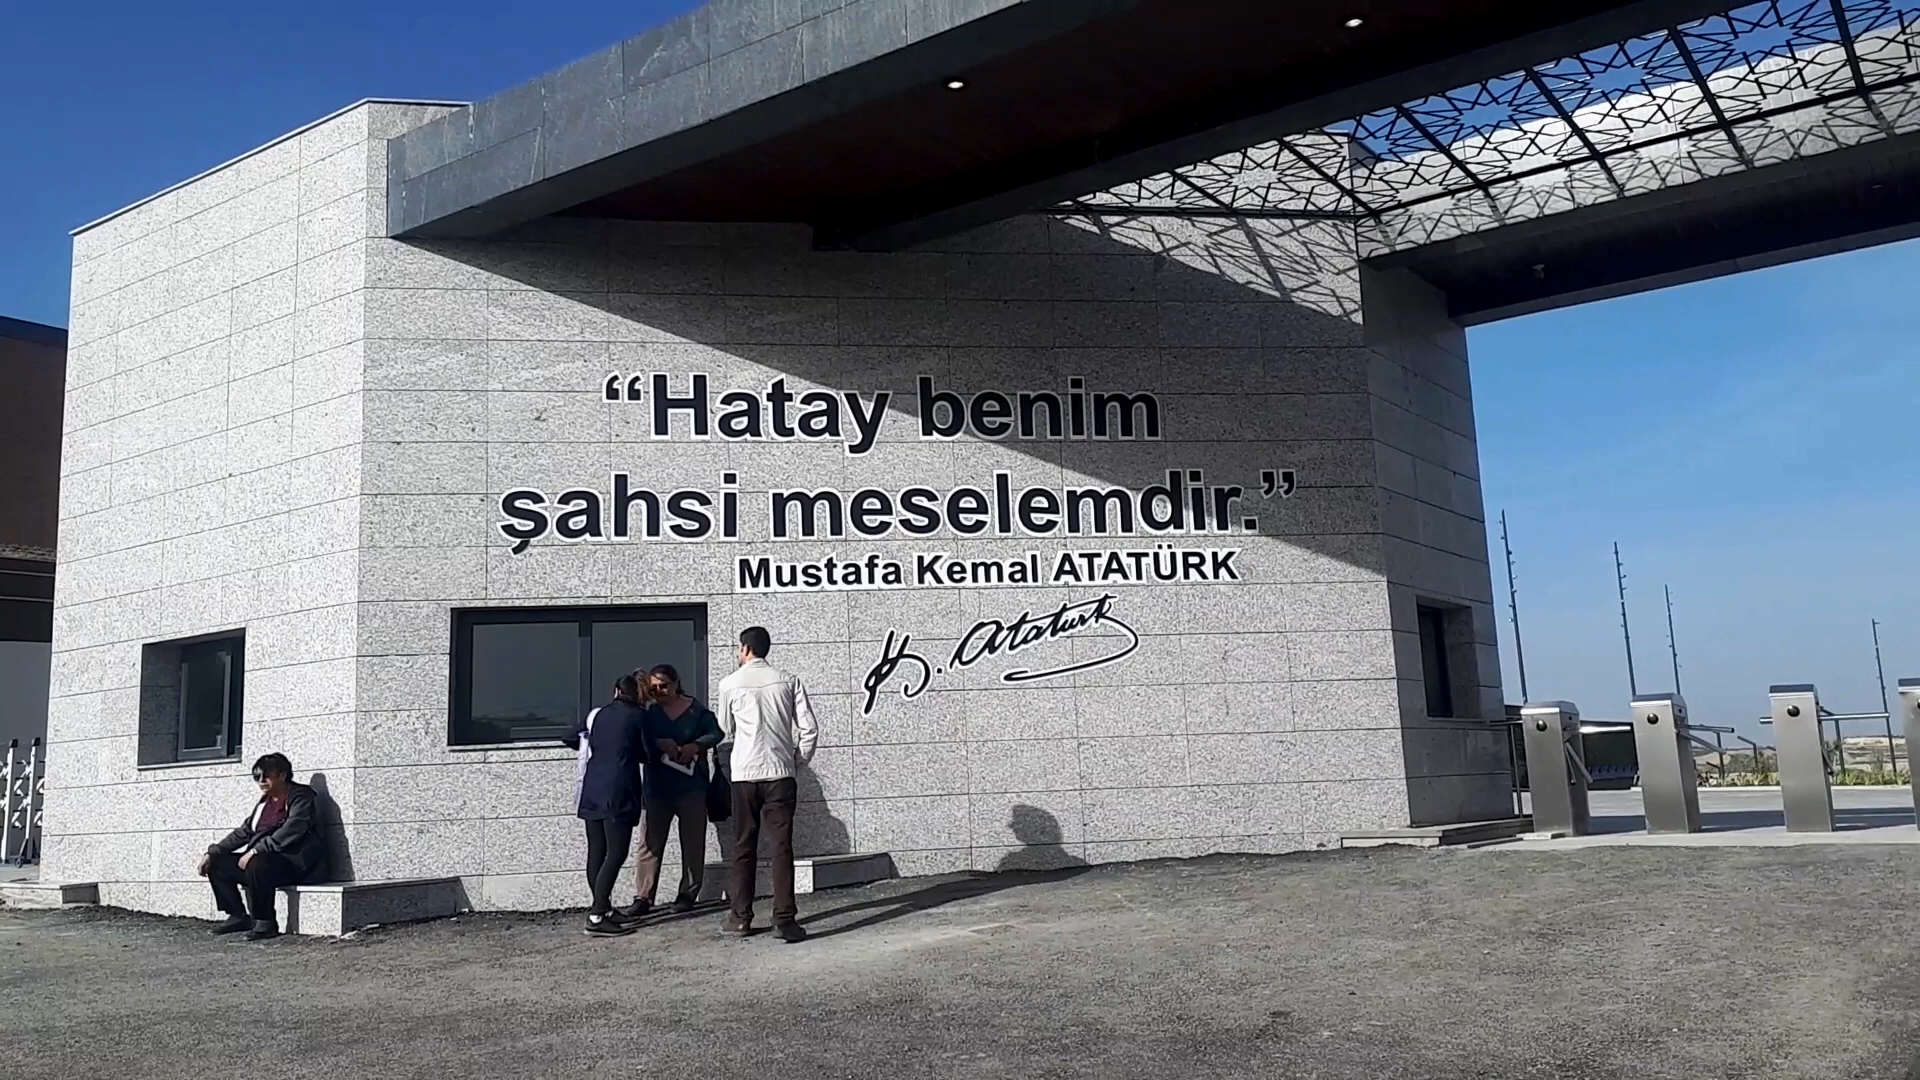 “Hatay benim
şahsi meselemdir.”
Mustafa Kemal ATATÜRK
K. Atatürk